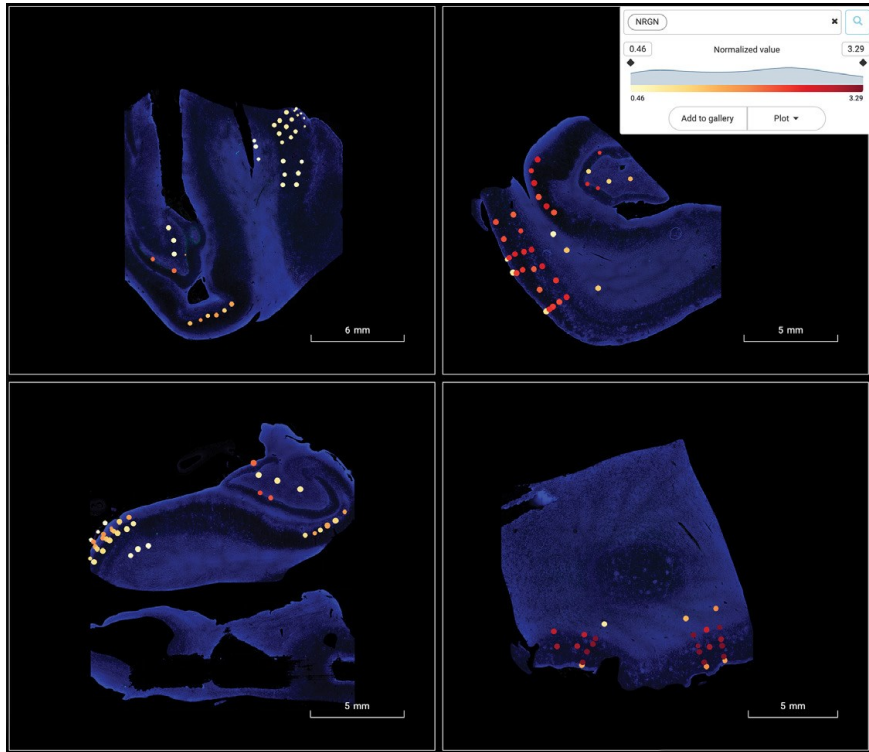 NRGN ✖
0.46 Normalized value 3.29
0.46 3.29
Add to gallery Plot
6 mm
5 mm
5 mm
5 mm